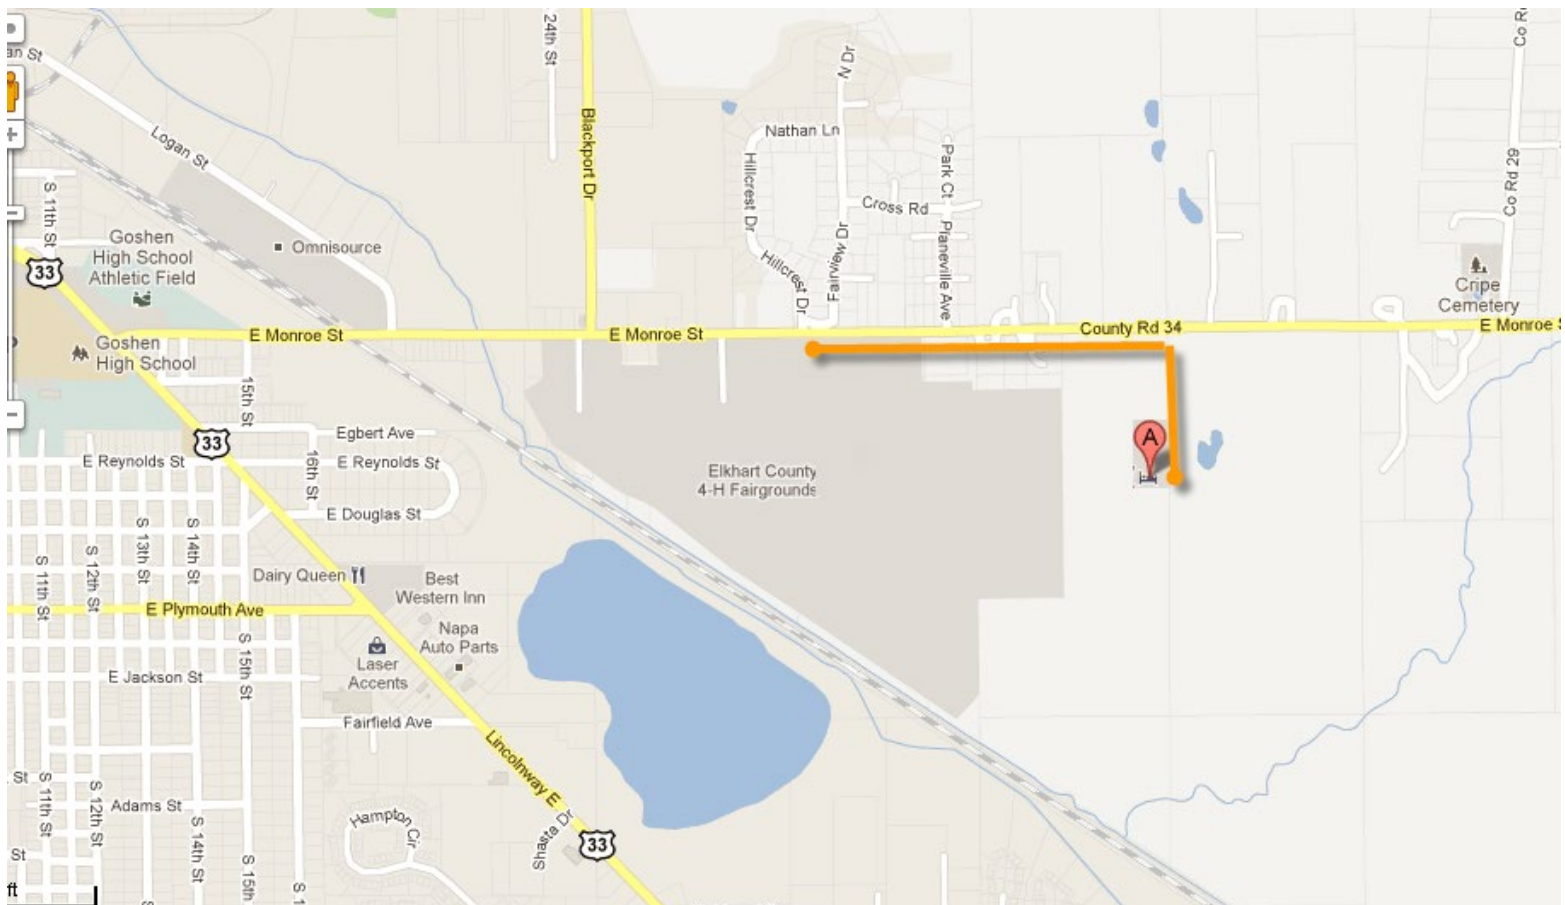 24th St
Co Rd
an St
Logan St
Blackport Dr
N Dr
Nathan Ln
Hillcrest Dr
Park Ct
Co Rd 29
S 11th St
Cross Rd
Goshen
High School
Athletic Field
Omnisource
Fairview Dr
Planeville Ave
33
Hillcrest Dr
Cripe
Cemetery
E Monroe St
E Monroe St
County Rd 34
E Monroe S
Goshen
High School
15th St
Egbert Ave
33
A
E Reynolds St
16th St
E Reynolds St
Elkhart County
4-H Fairgrounds
E Douglas St
S 13th St
S 14th St
S 11th St
S 12th St
Dairy Queen
Best
Western Inn
E Plymouth Ave
Napa
Auto Parts
S 15th St
Laser
Accents
E Jackson St
Fairfield Ave
Lincolnway E
St
S 11th St
S 12th St
Adams St
S 14th St
Hampton Cir
Shasta Dr
33
St
S 15th
S 1
ft